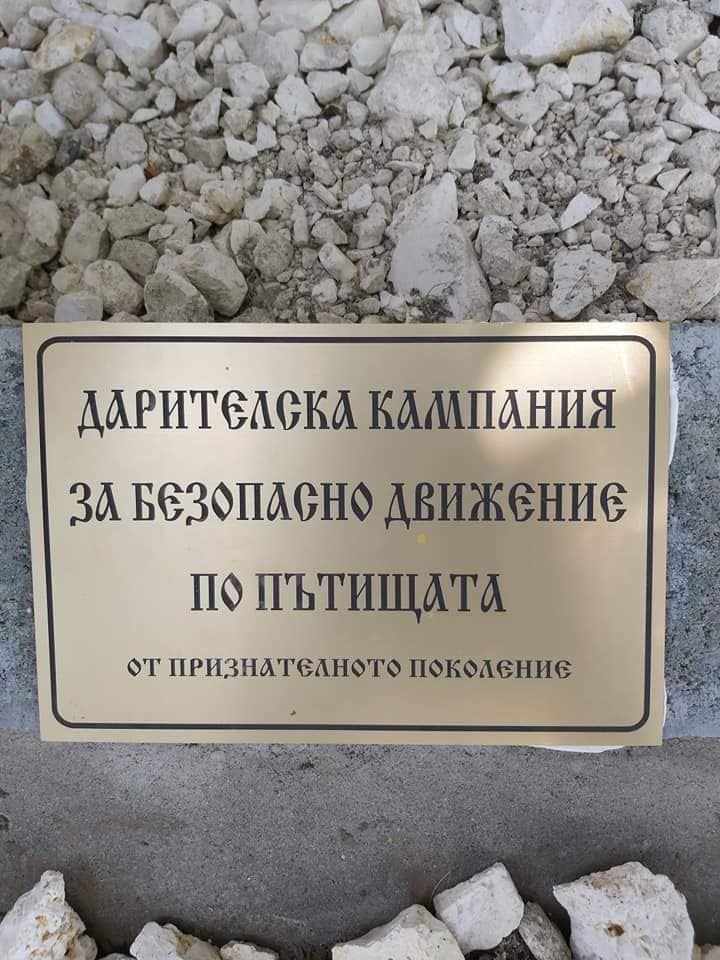 ДАРИТЕЛСКА КАМПАНИЯ
ЗА БЕЗОПАСНО ДВИЖЕНИЕ
ПО ПЪТИЩАТА
ОТ ПРИЗНАТЕЛНОТО ПОКОЛЕНИЕ